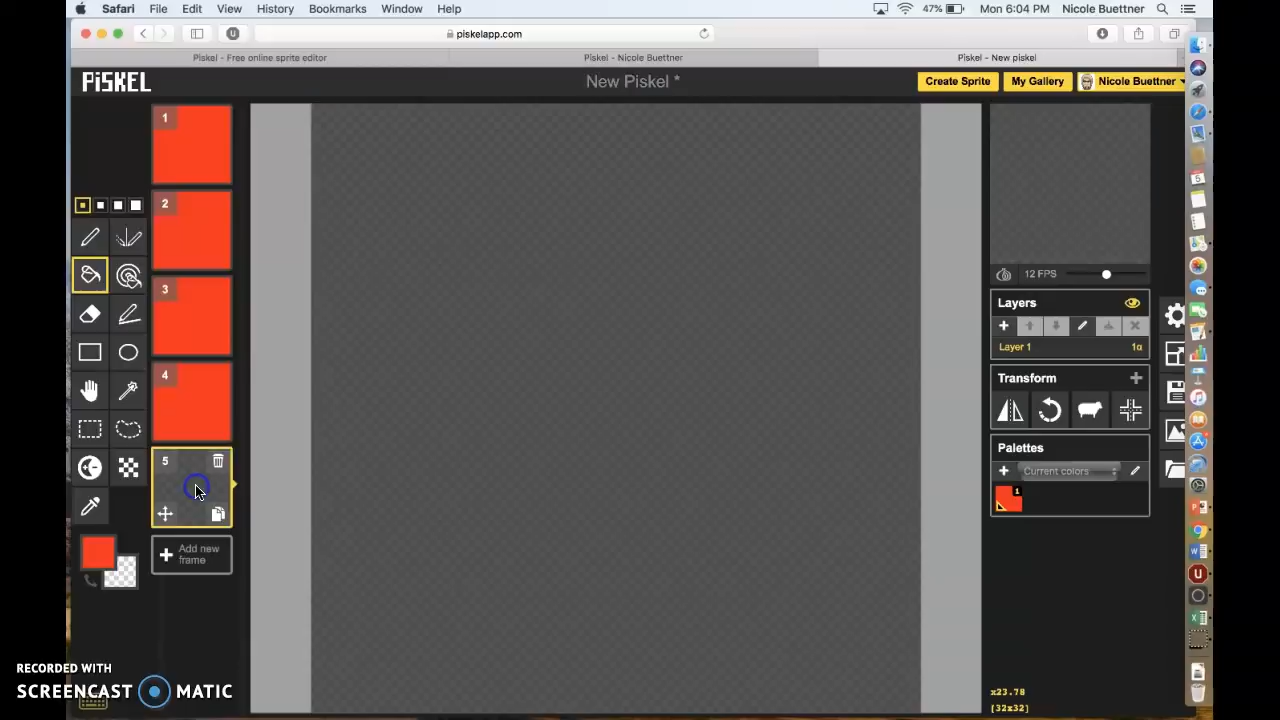 Safari File Edit View History Bookmarks Window Help 47% Mon 6:04 PM Nicole Buettner
piskelapp.com
Piskel - Free online sprite editor Piskel - Nicole Buettner Piskel - New piskel
PiSKEL New Piskel * Create Sprite My Gallery Nicole Buettner
1
2
3
4
5
Add new
frame
12 FPS
Layers
Layer 1 1α
Transform
Palettes
Current colors
1
x23.78
[32x32]
RECORDED WITH
SCREENCAST MATIC